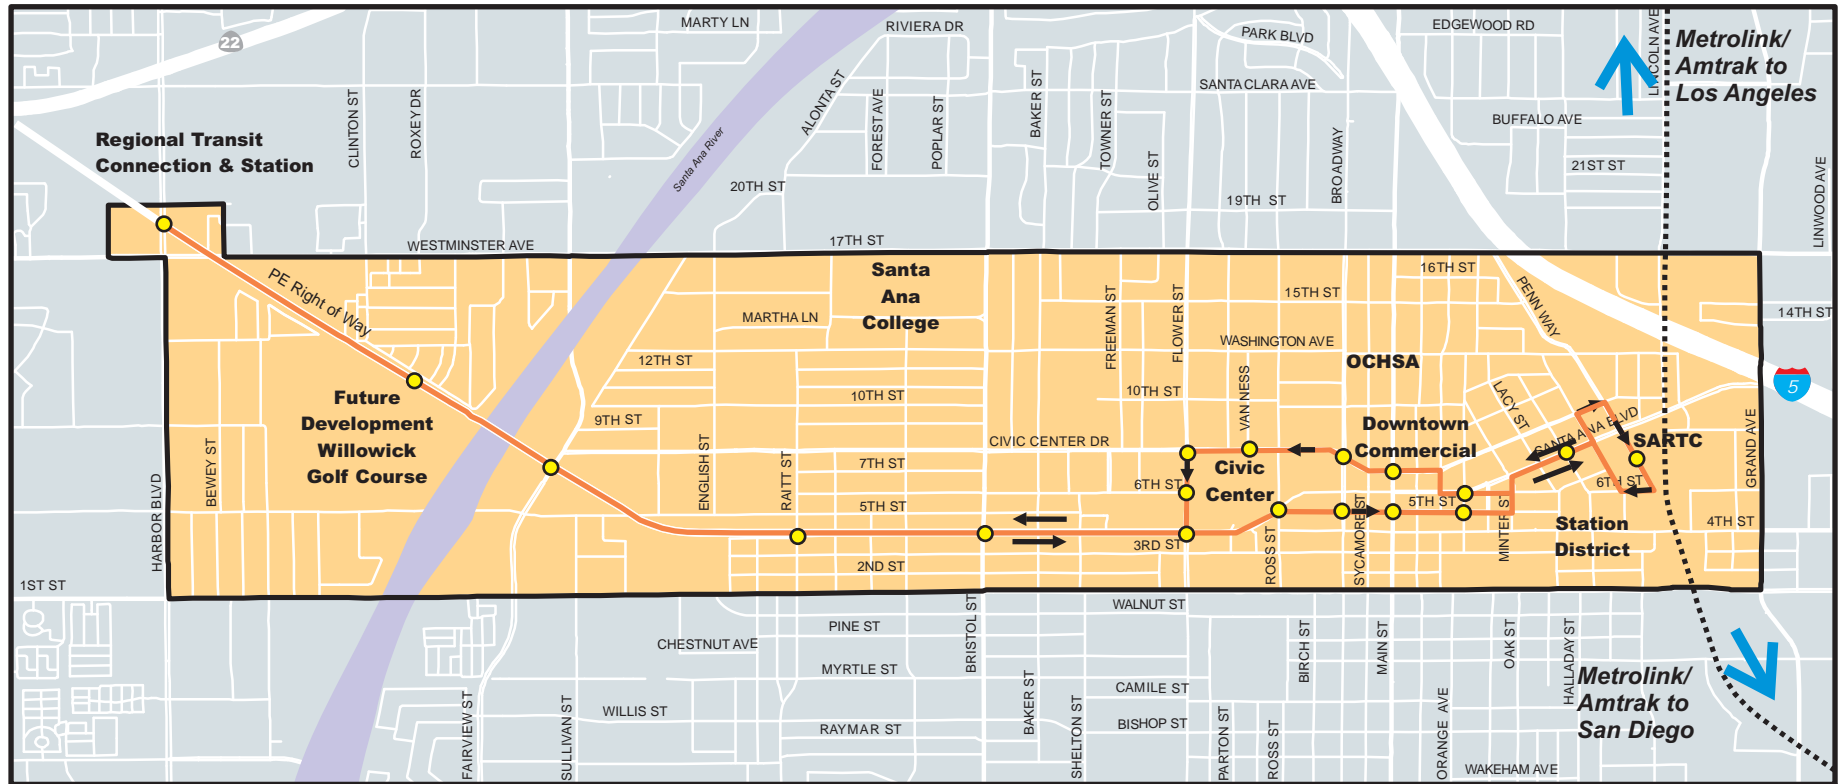 MARTY LN
RIVIERA DR
PARK BLVD
EDGEWOOD RD
LINCOLN AVE
Metrolink/
Amtrak to
Los Angeles
22
SANTA CLARA AVE
BUFFALO AVE
21ST ST
CLINTON ST
ROXEY DR
ALONTA ST
FOREST AVE
POPLAR ST
BAKER ST
TOWNER ST
OLIVE ST
BROADWAY
LINWOOD AVE
Regional Transit
Connection & Station
Santa Ana River
20TH ST
19TH ST
WESTMINSTER AVE
17TH ST
PE Right of Way
Santa
Ana
College
16TH ST
15TH ST
PENN WAY
14TH ST
FREEMAN ST
FLOWER ST
MARTHA LN
WASHINGTON AVE
OCHSA
12TH ST
10TH ST
10TH ST
VAN NESS
LACY ST
5
Future
Development
Willowick
Golf Course
9TH ST
CIVIC CENTER DR
Downtown
Commercial
SANTA ANA BLVD
SARTC
GRAND AVE
HARBOR BLVD
BEWEY ST
ENGLISH ST
RAITT ST
7TH ST
6TH ST
Civic
Center
6TH ST
5TH ST
5TH ST
SYCAMORE ST
MINTER ST
Station
District
4TH ST
3RD ST
ROSS ST
2ND ST
1ST ST
WALNUT ST
PINE ST
CHESTNUT AVE
MYRTLE ST
BRISTOL ST
BIRCH ST
MAIN ST
OAK ST
HALLADAY ST
Metrolink/
Amtrak to
San Diego
CAMILE ST
BISHOP ST
WILLIS ST
RAYMAR ST
FAIRVIEW ST
SULLIVAN ST
BAKER ST
SHELTON ST
PARTON ST
ROSS ST
ORANGE AVE
WAKEHAM AVE